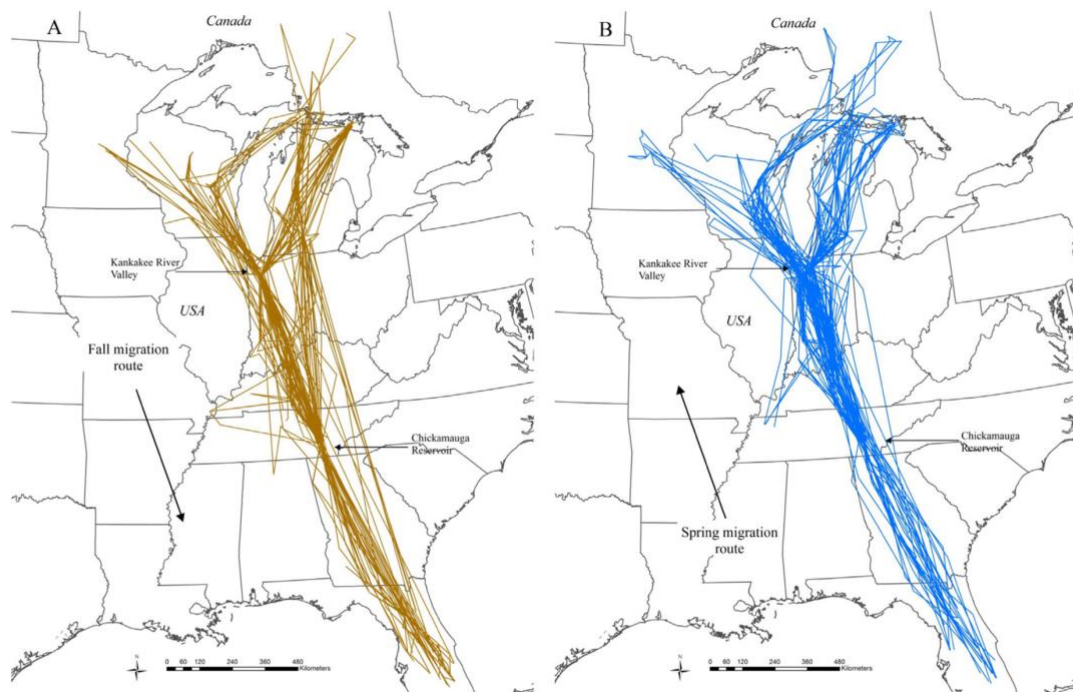 A
Canada
Kankakee River
Valley
USA
Fall migration
route
Chickamauga
Reservoir
N
0 60 120 240 360 480
Kilometers
B
Canada
Kankakee River
Valley
USA
Chickamauga
Reservoir
Spring migration
route
N
0 60 120 240 360 480
Kilometers